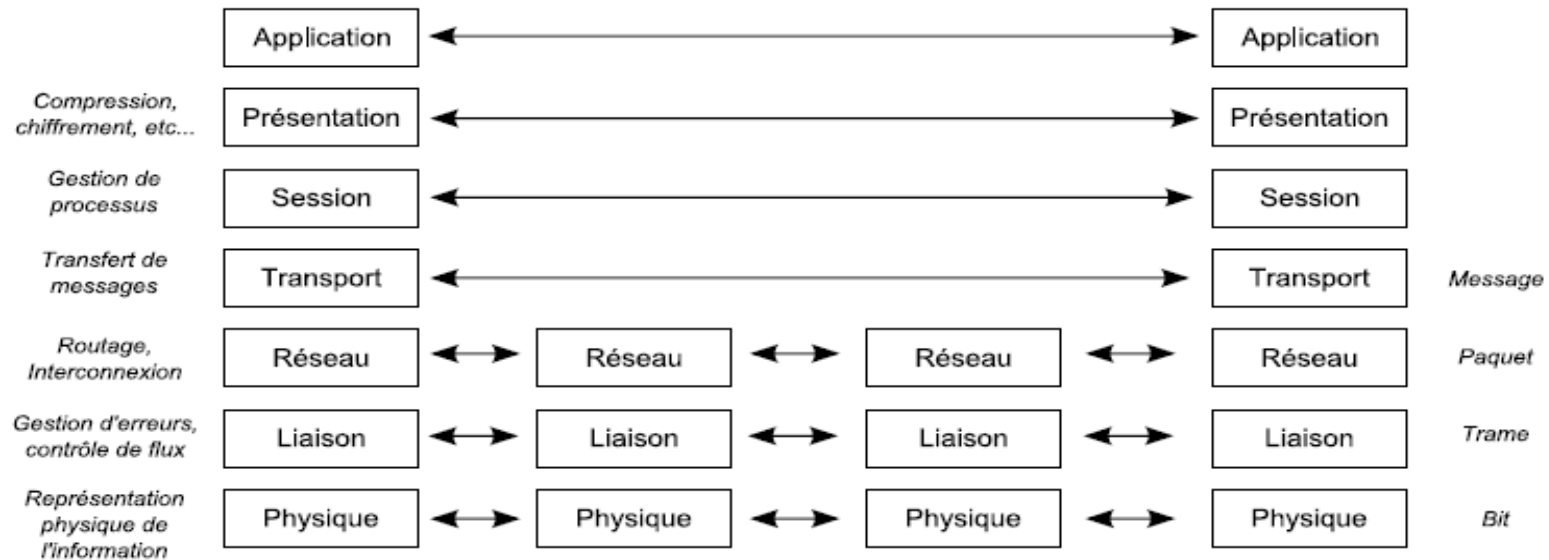 Application Application
Compression,
chiffrement, etc... Présentation Présentation
Gestion de
processus Session Session
Transfert de
messages Transport Transport Message
Routage,
Interconnexion Réseau Réseau Réseau Réseau Paquet
Gestion d'erreurs,
contrôle de flux Liaison Liaison Liaison Liaison Trame
Représentation
physique de
l'information Physique Physique Physique Physique Bit